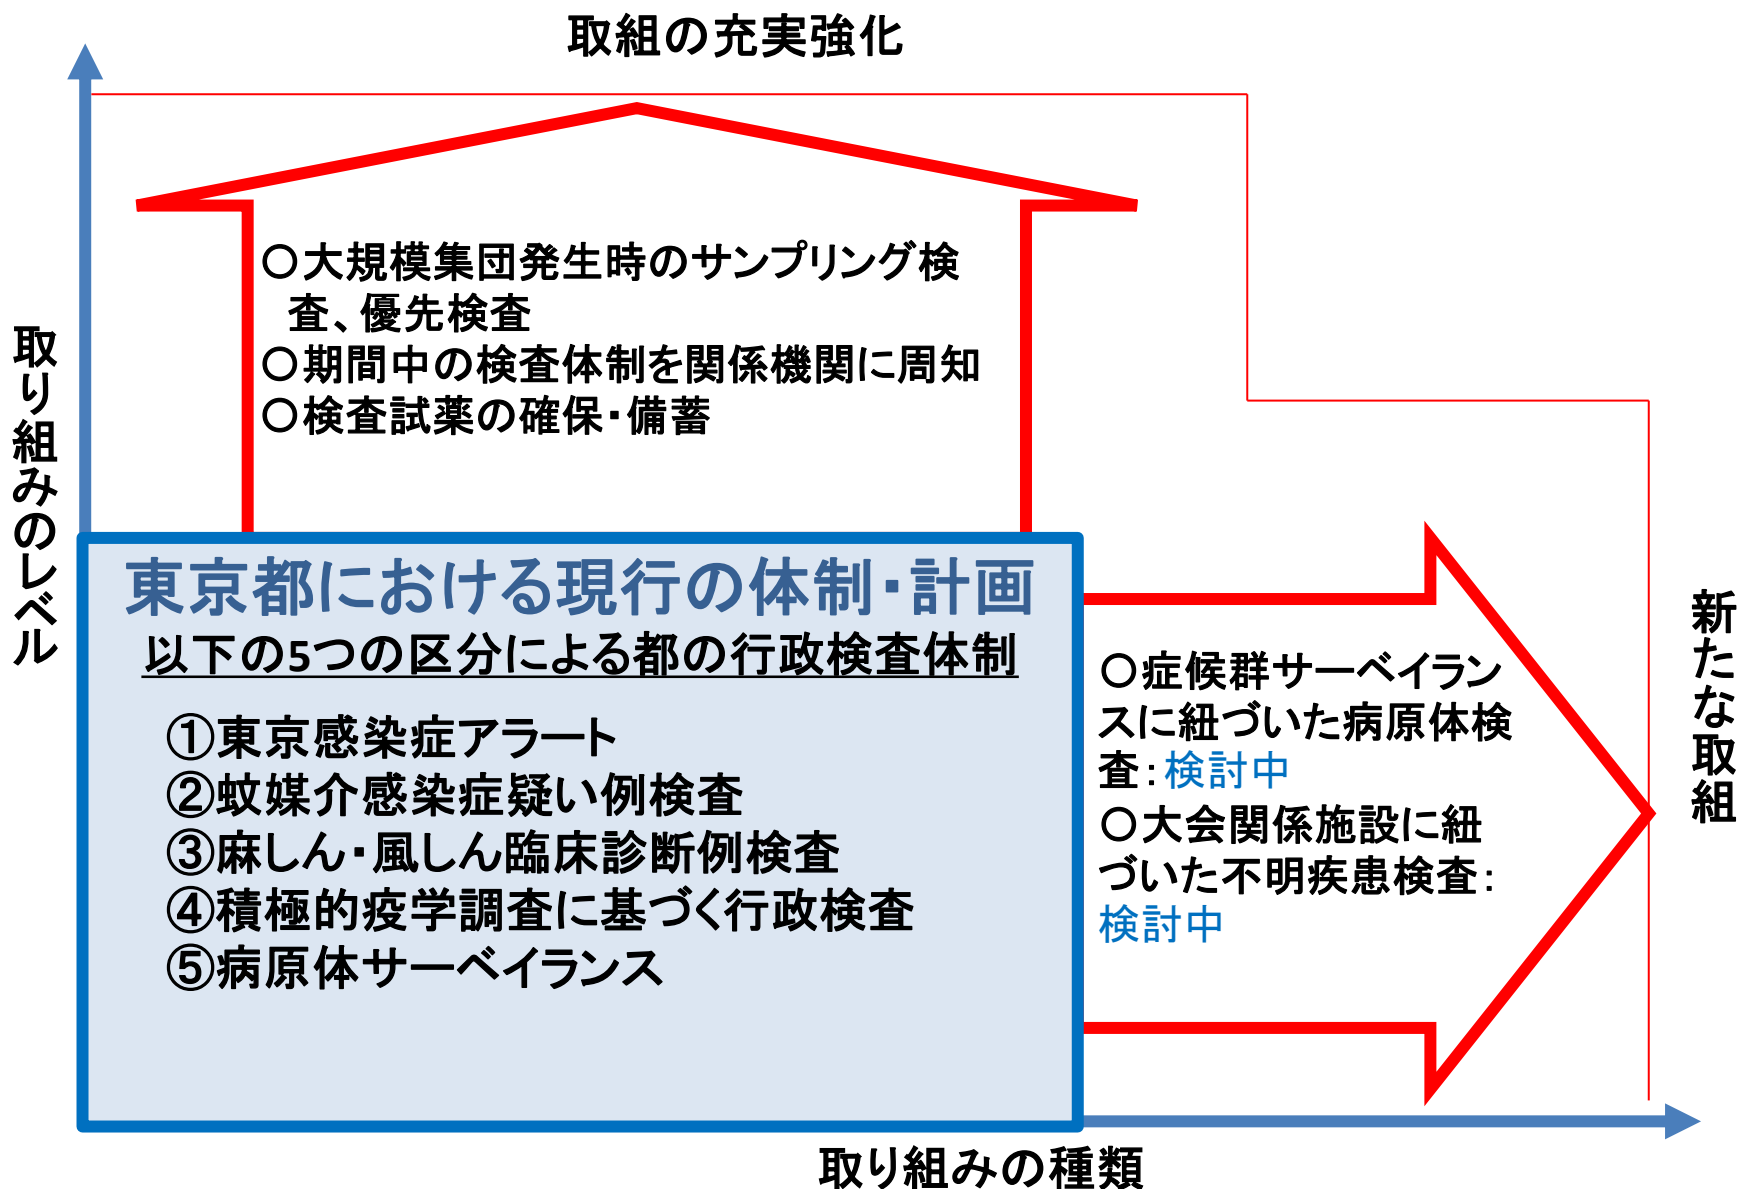 取組の充実強化
取り組みのレベル
〇大規模集団発生時のサンプリング検
査、優先検査
〇期間中の検査体制を関係機関に周知
〇検査試薬の確保・備蓄
東京都における現行の体制・計画
以下の5つの区分による都の行政検査体制
①東京感染症アラート
②蚊媒介感染症疑い例検査
③麻しん・風しん臨床診断例検査
④積極的疫学調査に基づく行政検査
⑤病原体サーベイランス
〇症候群サーベイラン
スに紐づいた病原体検
査：検討中
〇大会関係施設に紐
づいた不明疾患検査：
検討中
新たな取組
取り組みの種類